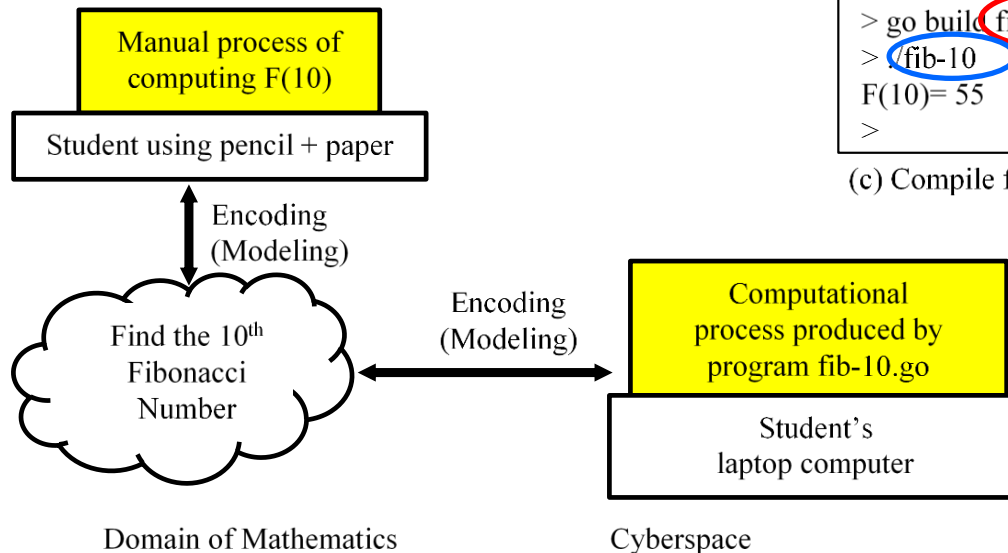 Manual process of
computing F(10)
Student using pencil + paper
Encoding
(Modeling)
Find the 10th
Fibonacci
Number
Encoding
(Modeling)
> go build
> ./fib-10
F(10)= 55
>
(c) Compile
Computational
process produced by
program fib-10.go
Student’s
laptop computer
Domain of Mathematics
Cyberspace